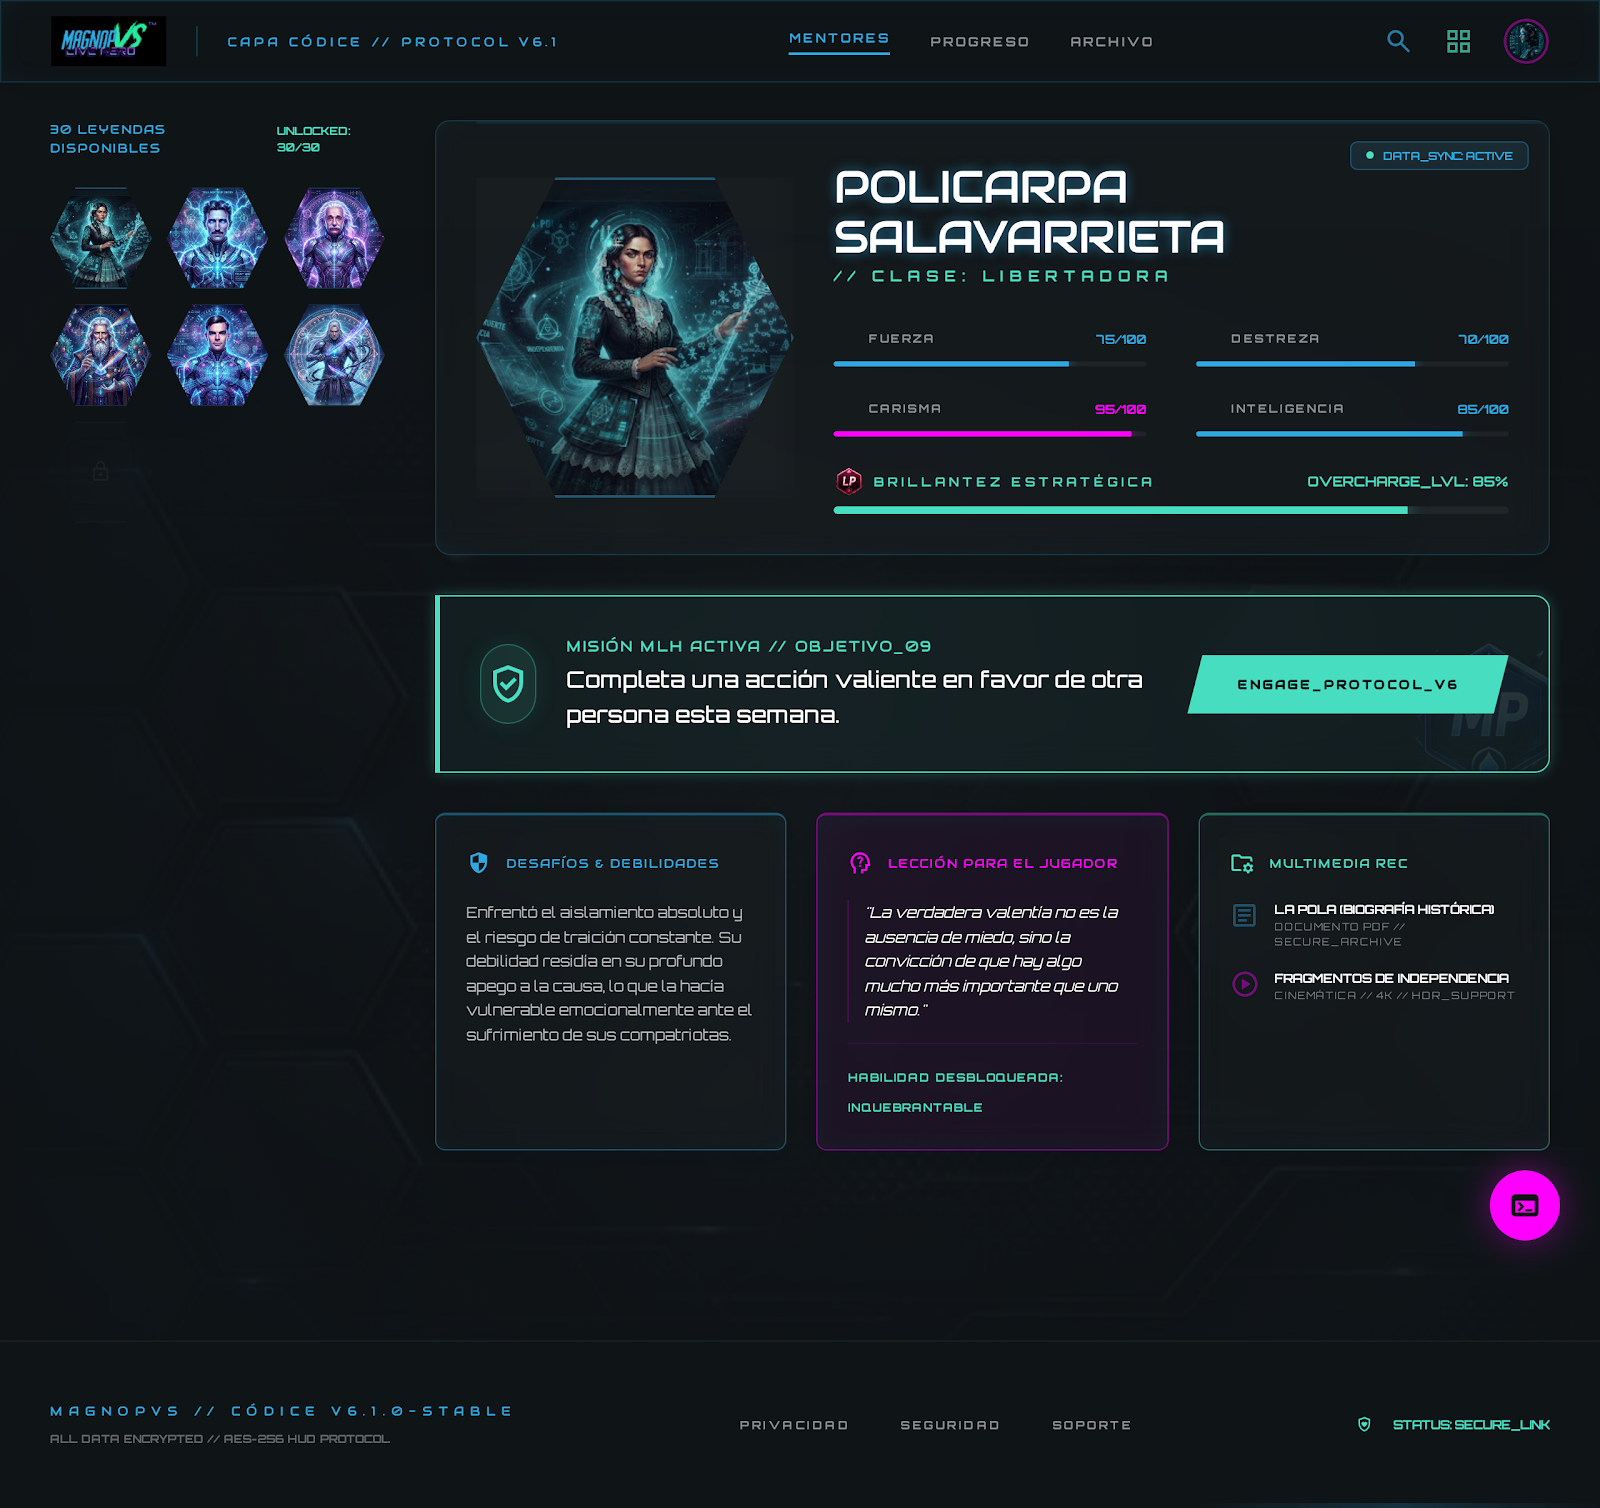 MAGNOPVS™
LIVE HERO
CAPA CÓDICE // PROTOCOL V6.1
MENTORES
PROGRESO
ARCHIVO
30 LEYENDAS
DISPONIBLES
UNLOCKED:
30/30
DATA_SYNC: ACTIVE
POLICARPA
SALAVARRIETA
// CLASE: LIBERTADORA
FUERZA
75/100
DESTREZA
70/100
CARISMA
95/100
INTELIGENCIA
85/100
LP
BRILLANTEZ ESTRATÉGICA
OVERCHARGE_LVL: 85%
MISIÓN MLH ACTIVA // OBJETIVO_09
Completa una acción valiente en favor de otra
persona esta semana.
ENGAGE_PROTOCOL_V6
MP
DESAFÍOS & DEBILIDADES
Enfrentó el aislamiento absoluto y
el riesgo de traición constante. Su
debilidad residía en su profundo
apego a la causa, lo que la hacía
vulnerable emocionalmente ante el
sufrimiento de sus compatriotas.
LECCIÓN PARA EL JUGADOR
"La verdadera valentía no es la
ausencia de miedo, sino la
convicción de que hay algo
mucho más importante que uno
mismo."
HABILIDAD DESBLOQUEADA:
INQUEBRANTABLE
MULTIMEDIA REC
LA POLA (BIOGRAFÍA HISTÓRICA)
DOCUMENTO PDF //
SECURE_ARCHIVE
FRAGMENTOS DE INDEPENDENCIA
CINEMÁTICA // 4K // HDR_SUPPORT
MAGNOPVS // CÓDICE V6.1.0-STABLE
ALL DATA ENCRYPTED // AES-256 HUD PROTOCOL
PRIVACIDAD
SEGURIDAD
SOPORTE
STATUS: SECURE_LINK